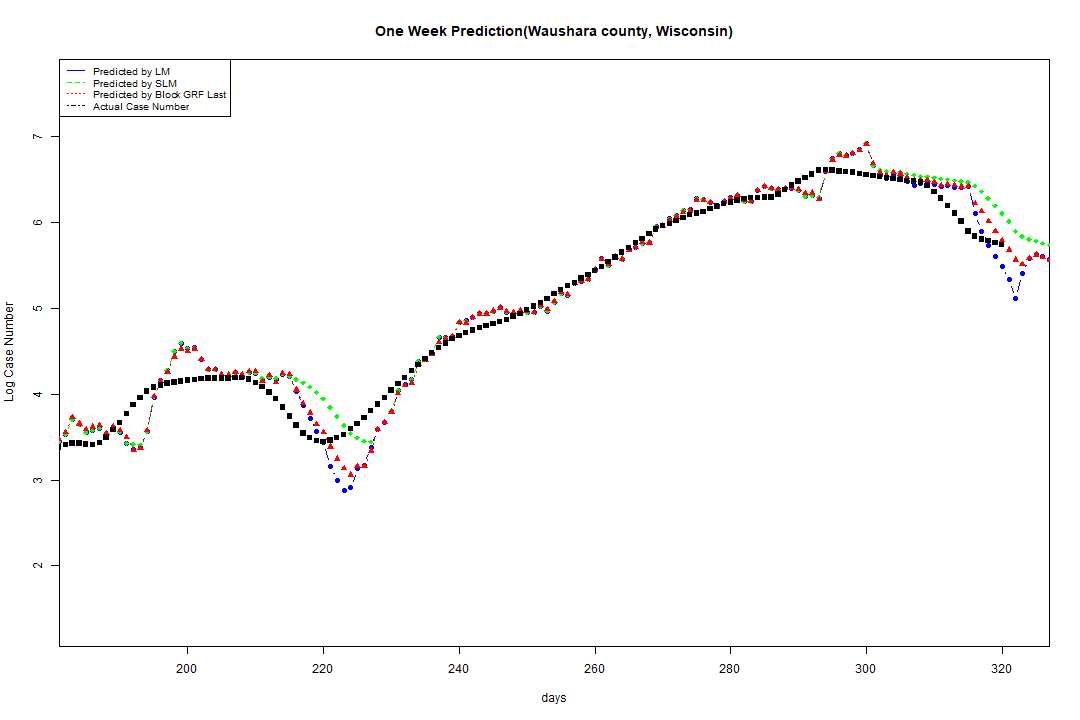 One Week Prediction(Waushara county, Wisconsin)
Predicted by LM
Predicted by SLM
Predicted by Block GRF Last
Actual Case Number
7
6
5
4
3
2
Log Case Number
200 220 240 260 280 300 320
days